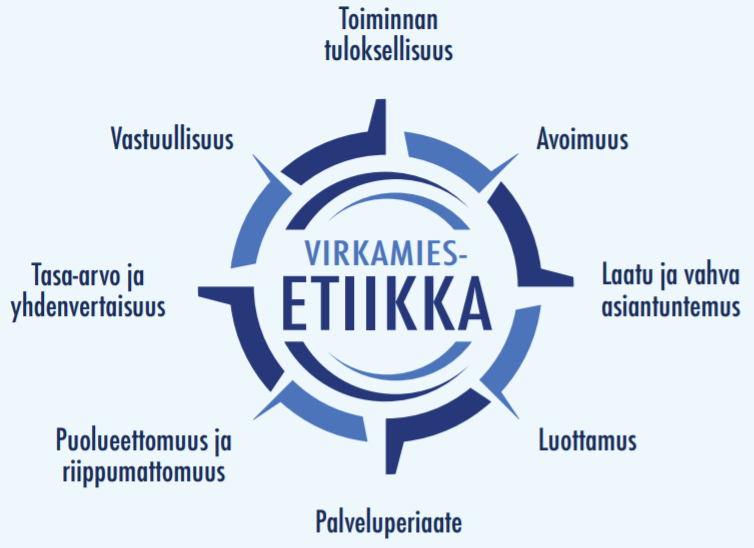 Toiminnan
tuloksellisuus
Avoimuus
Laatu ja vahva
asiantuntemus
Luottamus
Palveluperiaate
Puolueettomuus ja
riippumattomuus
Tasa-arvo ja
yhdenvertaisuus
Vastuullisuus
VIRKAMIES-
ETIIKKA